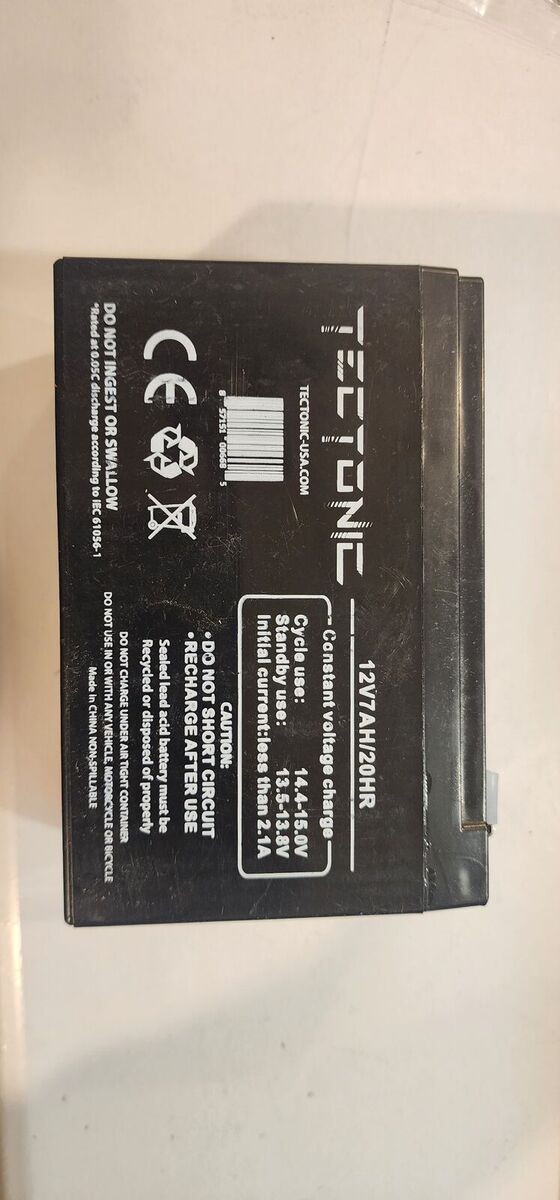 TECTONIC
12V7AH/20HR
TECTONIC-USA.COM
Constant voltage charge
Cycle use: 14.4-15.0V
Standby use: 13.5-13.8V
Initial current:less than 2.1A
CE
CAUTION:
•DO NOT SHORT CIRCUIT
•RECHARGE AFTER USE
Sealed lead acid battery must be
Recycled or disposed of properly
DO NOT INGEST OR SWALLOW
*Rated at 0.05C discharge according to IEC 61056-1
DO NOT CHARGE UNDER AIR TIGHT CONTAINER
DO NOT USE IN OR WITH ANY VEHICLE, MOTORCYCLE OR BICYCLE
Made in CHINA NON-SPILLABLE